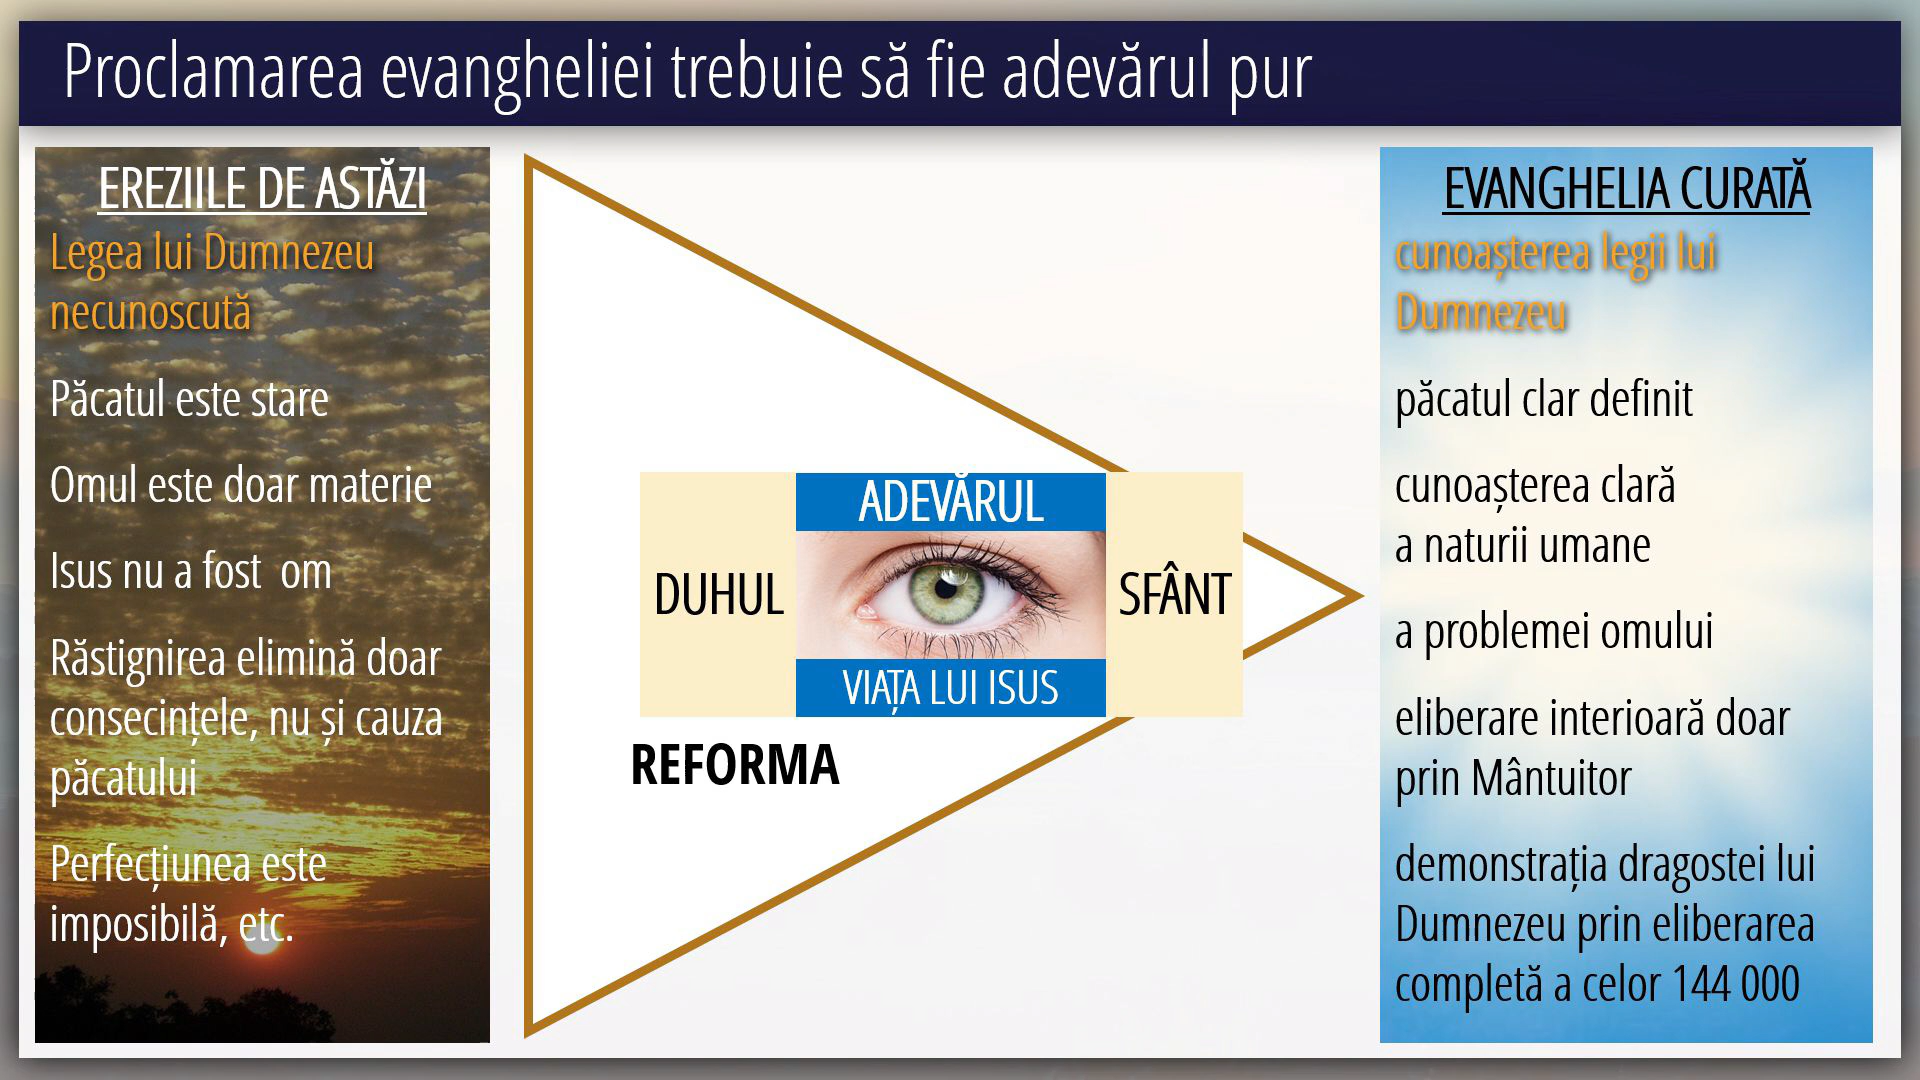 Proclamarea evangheliei trebuie să fie adevărul pur
EREZIILE DE ASTĂZI
Legea lui Dumnezeu
necunoscută
Păcatul este stare
Omul este doar materie
Isus nu a fost  om
Răstignirea elimină doar
consecințele, nu și cauza
păcatului
Perfecțiunea este
imposibilă, etc.
ADEVĂRUL
DUHUL
SFÂNT
VIAȚA LUI ISUS
REFORMA
EVANGHELIA CURATĂ
cunoașterea legii lui
Dumnezeu
păcatul clar definit
cunoașterea clară
a naturii umane
a problemei omului
eliberare interioară doar
prin Mântuitor
demonstrația dragostei lui
Dumnezeu prin eliberarea
completă a celor 144 000